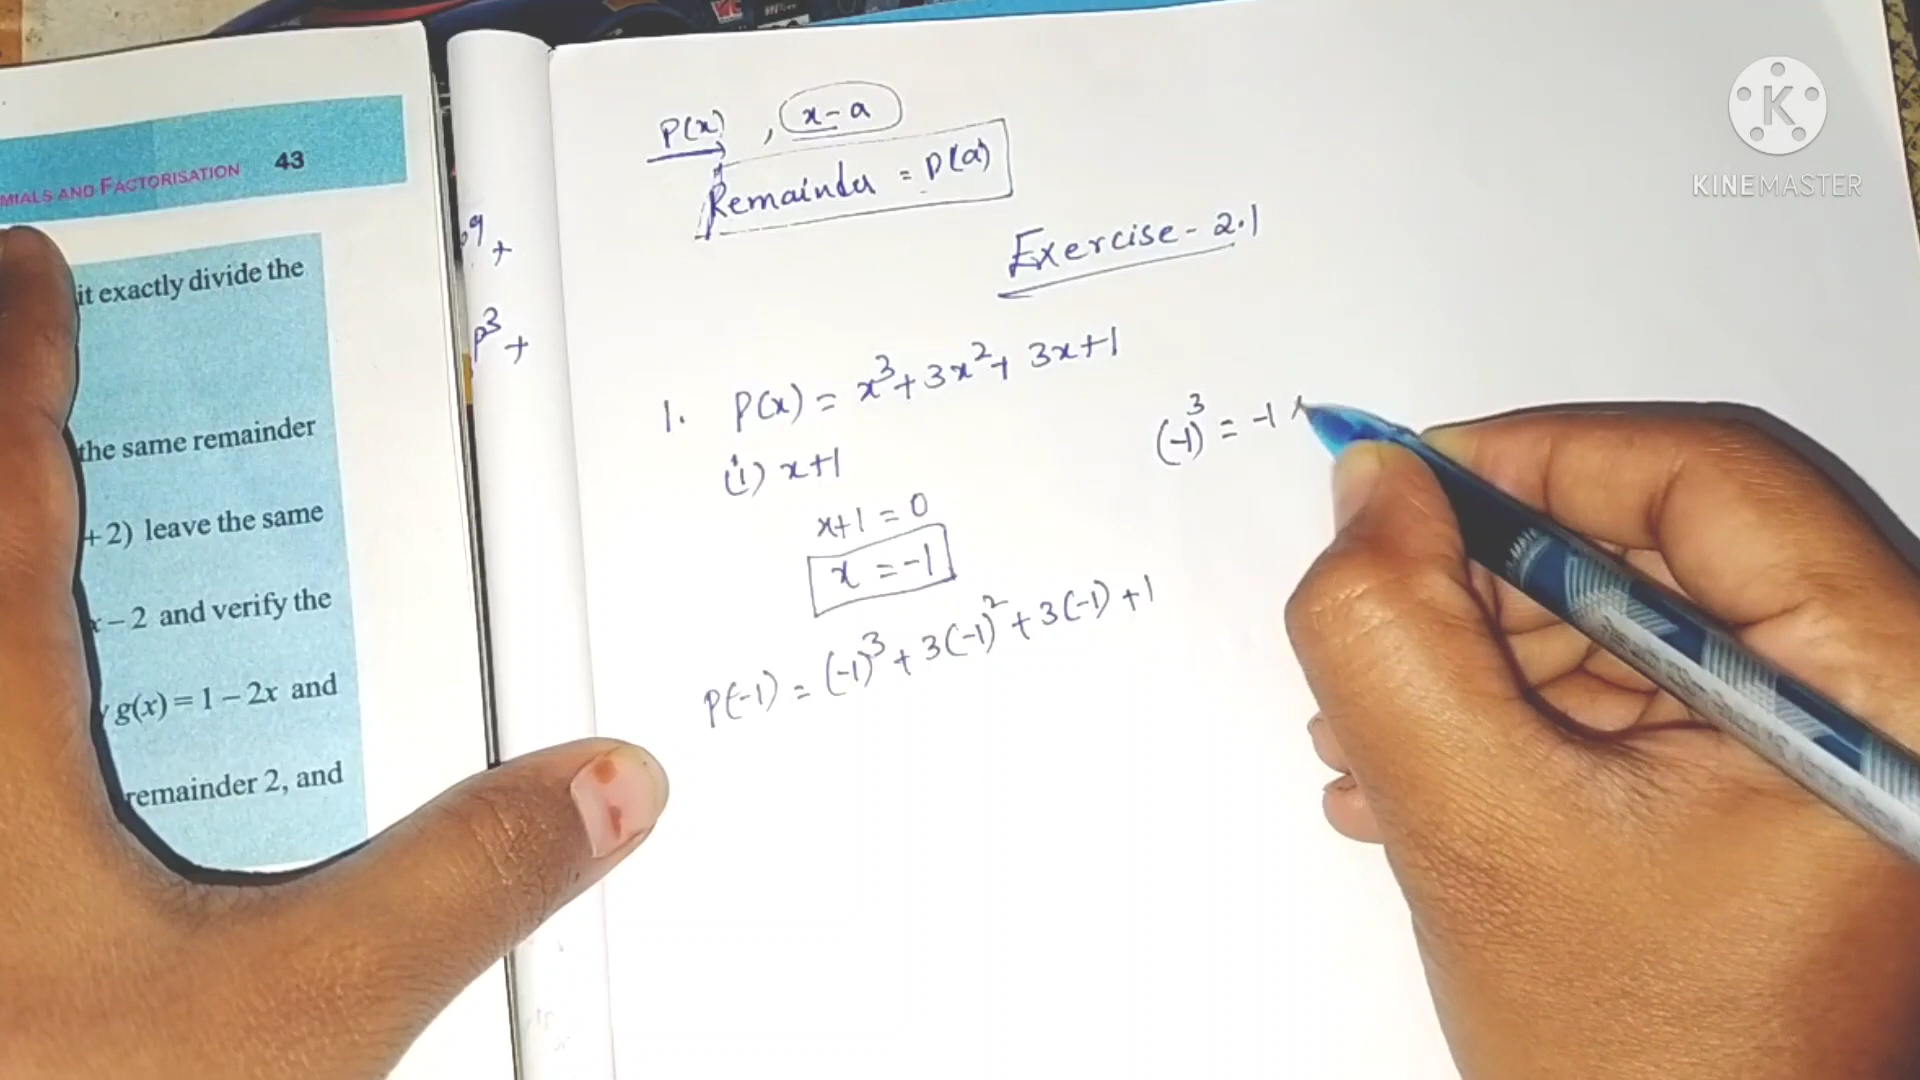 MIALS AND FACTORISATION 43
it exactly divide the
the same remainder
+2) leave the same
x – 2 and verify the
g(x) = 1 – 2x and
remainder 2, and
p⁹ +
p³ +
P(x) , x-a
Remainder = P(a)
Exercise - 2.1
1. P(x) = x³+3x²+ 3x+1
(i) x+1
x+1 = 0
x = -1
P(-1) = (-1)³ + 3(-1)² + 3(-1) +1
(-1)³ = -1
KINEMASTER